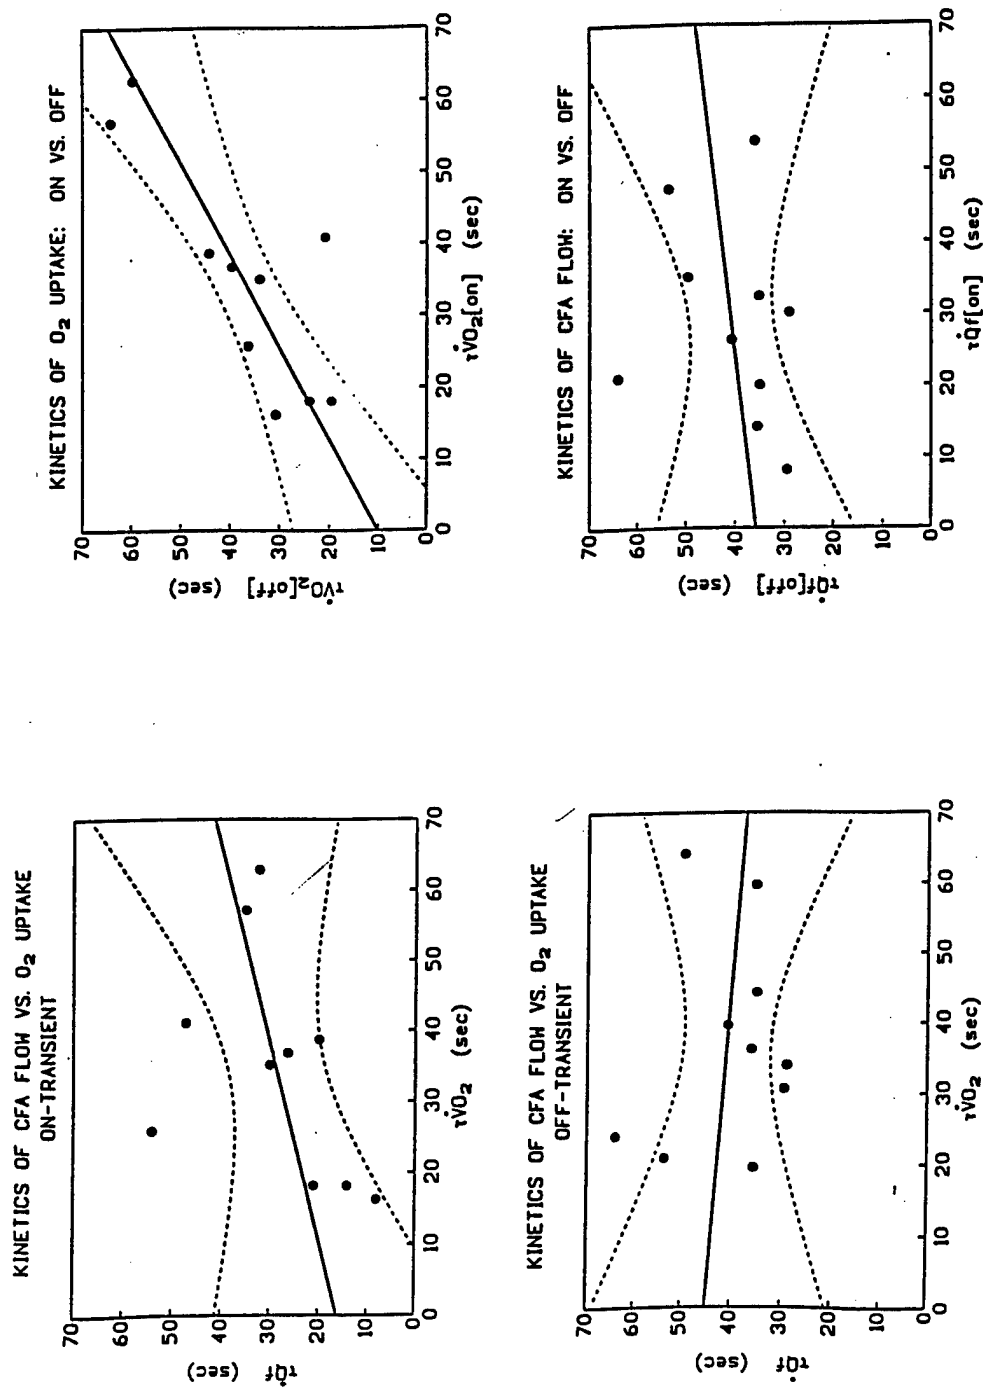 KINETICS OF CFA FLOW VS. O₂ UPTAKE
ON-TRANSIENT
70
60
50
40
30
20
10
0
τQ̇f (sec)
0 10 20 30 40 50 60 70
τV̇O₂ (sec)
KINETICS OF O₂ UPTAKE: ON VS. OFF
70
60
50
40
30
20
10
0
τV̇O₂[off] (sec)
0 10 20 30 40 50 60 70
τV̇O₂[on] (sec)
KINETICS OF CFA FLOW VS. O₂ UPTAKE
OFF-TRANSIENT
70
60
50
40
30
20
10
0
τQ̇f (sec)
0 10 20 30 40 50 60 70
τV̇O₂ (sec)
KINETICS OF CFA FLOW: ON VS. OFF
70
60
50
40
30
20
10
0
τQ̇f[off] (sec)
0 10 20 30 40 50 60 70
τQ̇f[on] (sec)